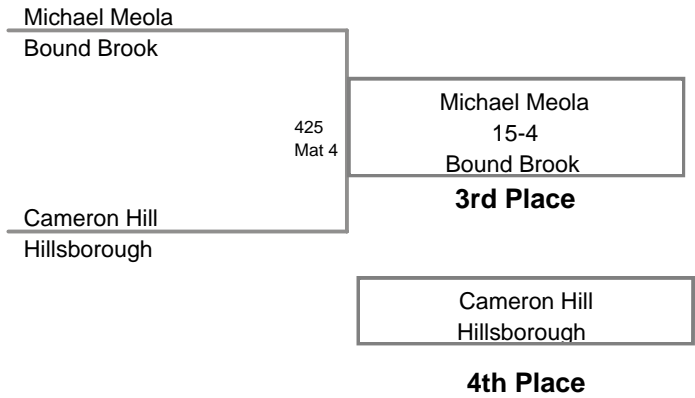 Michael Meola
Bound Brook
425
Mat 4
Michael Meola
15-4
Bound Brook
3rd Place
Cameron Hill
Hillsborough
Cameron Hill
Hillsborough
4th Place